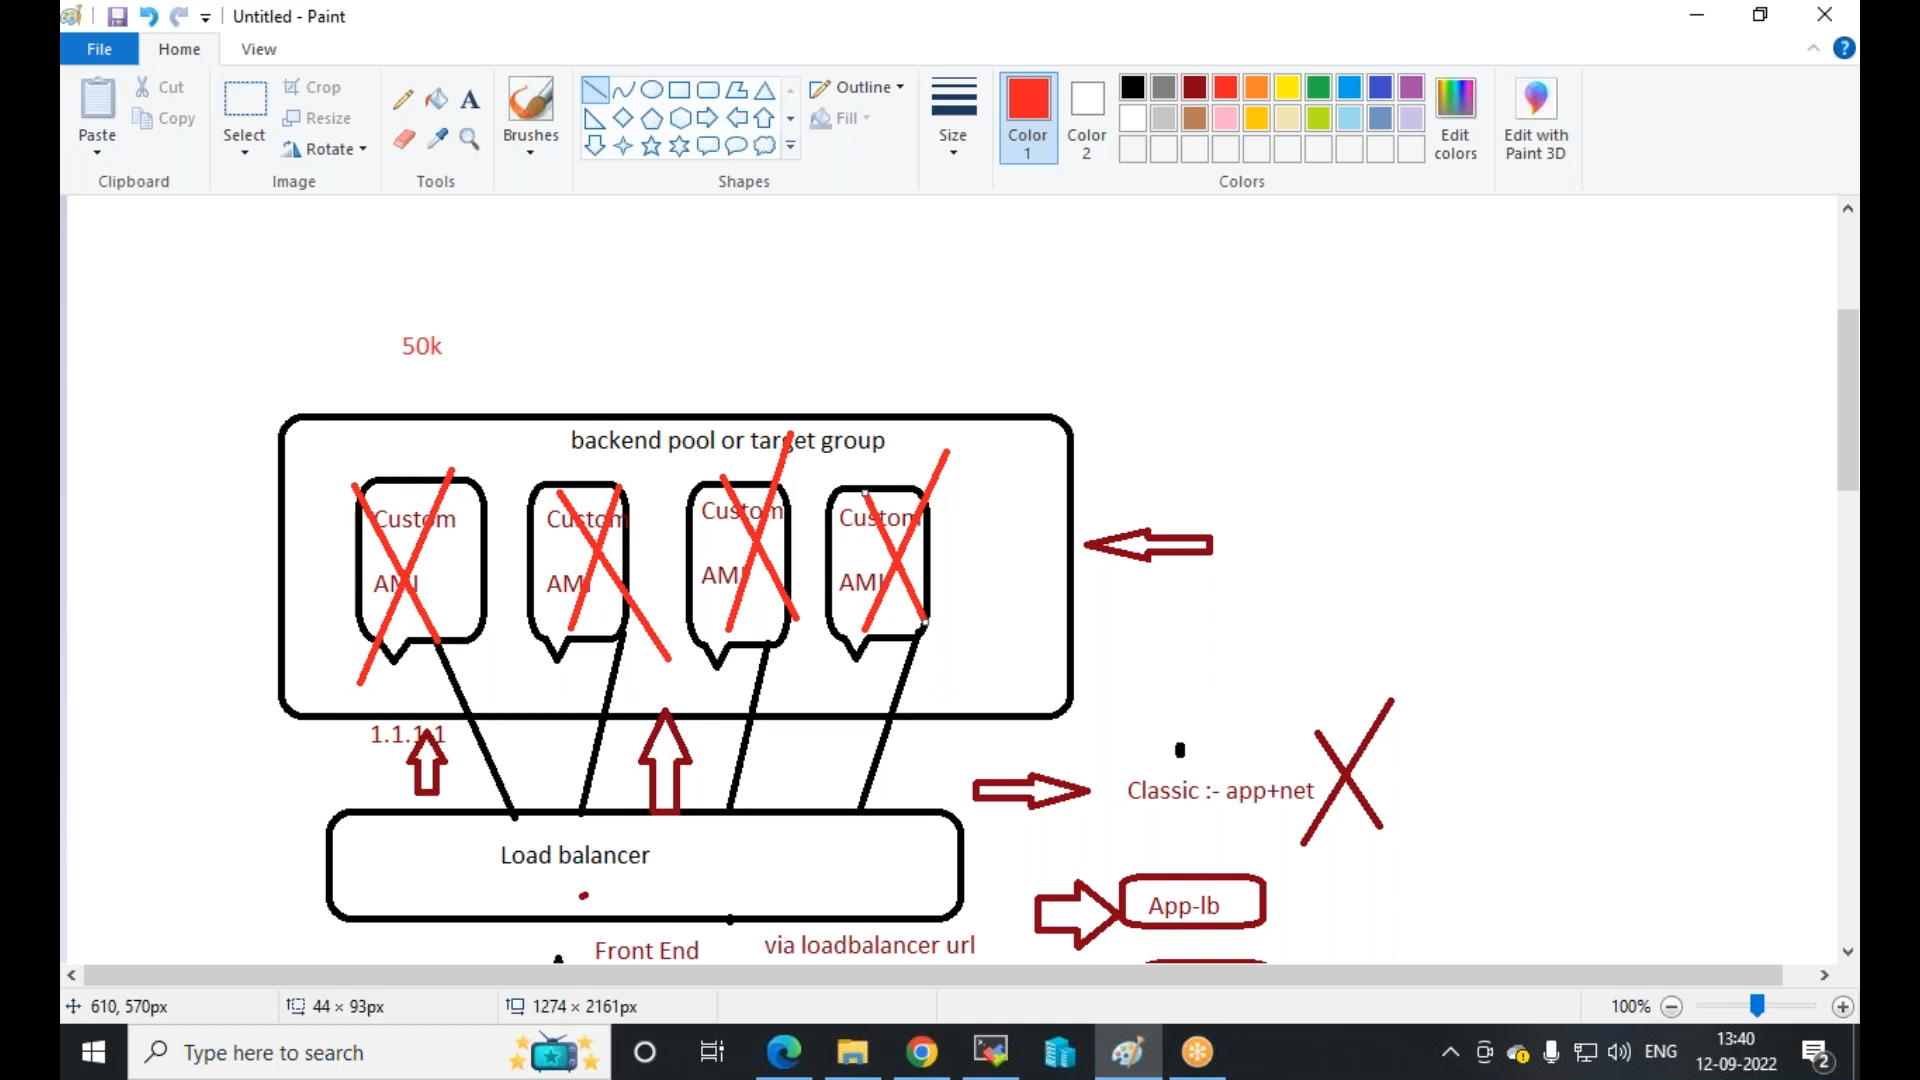 Untitled - Paint
File
Home
View
Paste
Cut
Copy
Clipboard
Select
Crop
Resize
Rotate
Image
Tools
Brushes
Shapes
Outline
Fill
Size
Color
1
Color
2
Colors
Edit
colors
Edit with
Paint 3D
50k
backend pool or target group
Custom
AMI
Custom
AMI
Custom
AMI
Custom
AMI
1.1.1.1
Classic :- app+net
Load balancer
App-lb
Front End
via loadbalancer url
610, 570px
44 × 93px
1274 × 2161px
100%
Type here to search
ENG
13:40
12-09-2022
2